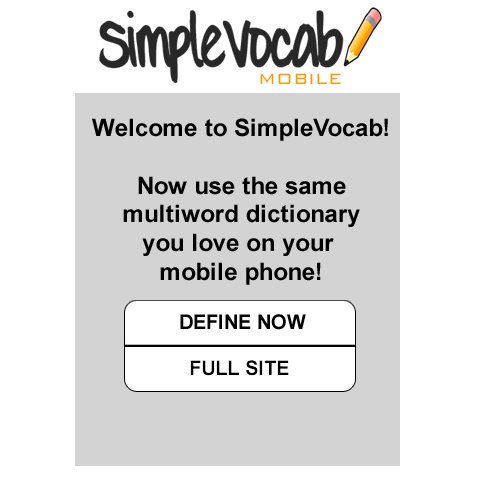 SimpleVocab
MOBILE
Welcome to SimpleVocab!
Now use the same
multiword dictionary
you love on your
mobile phone!
DEFINE NOW
FULL SITE